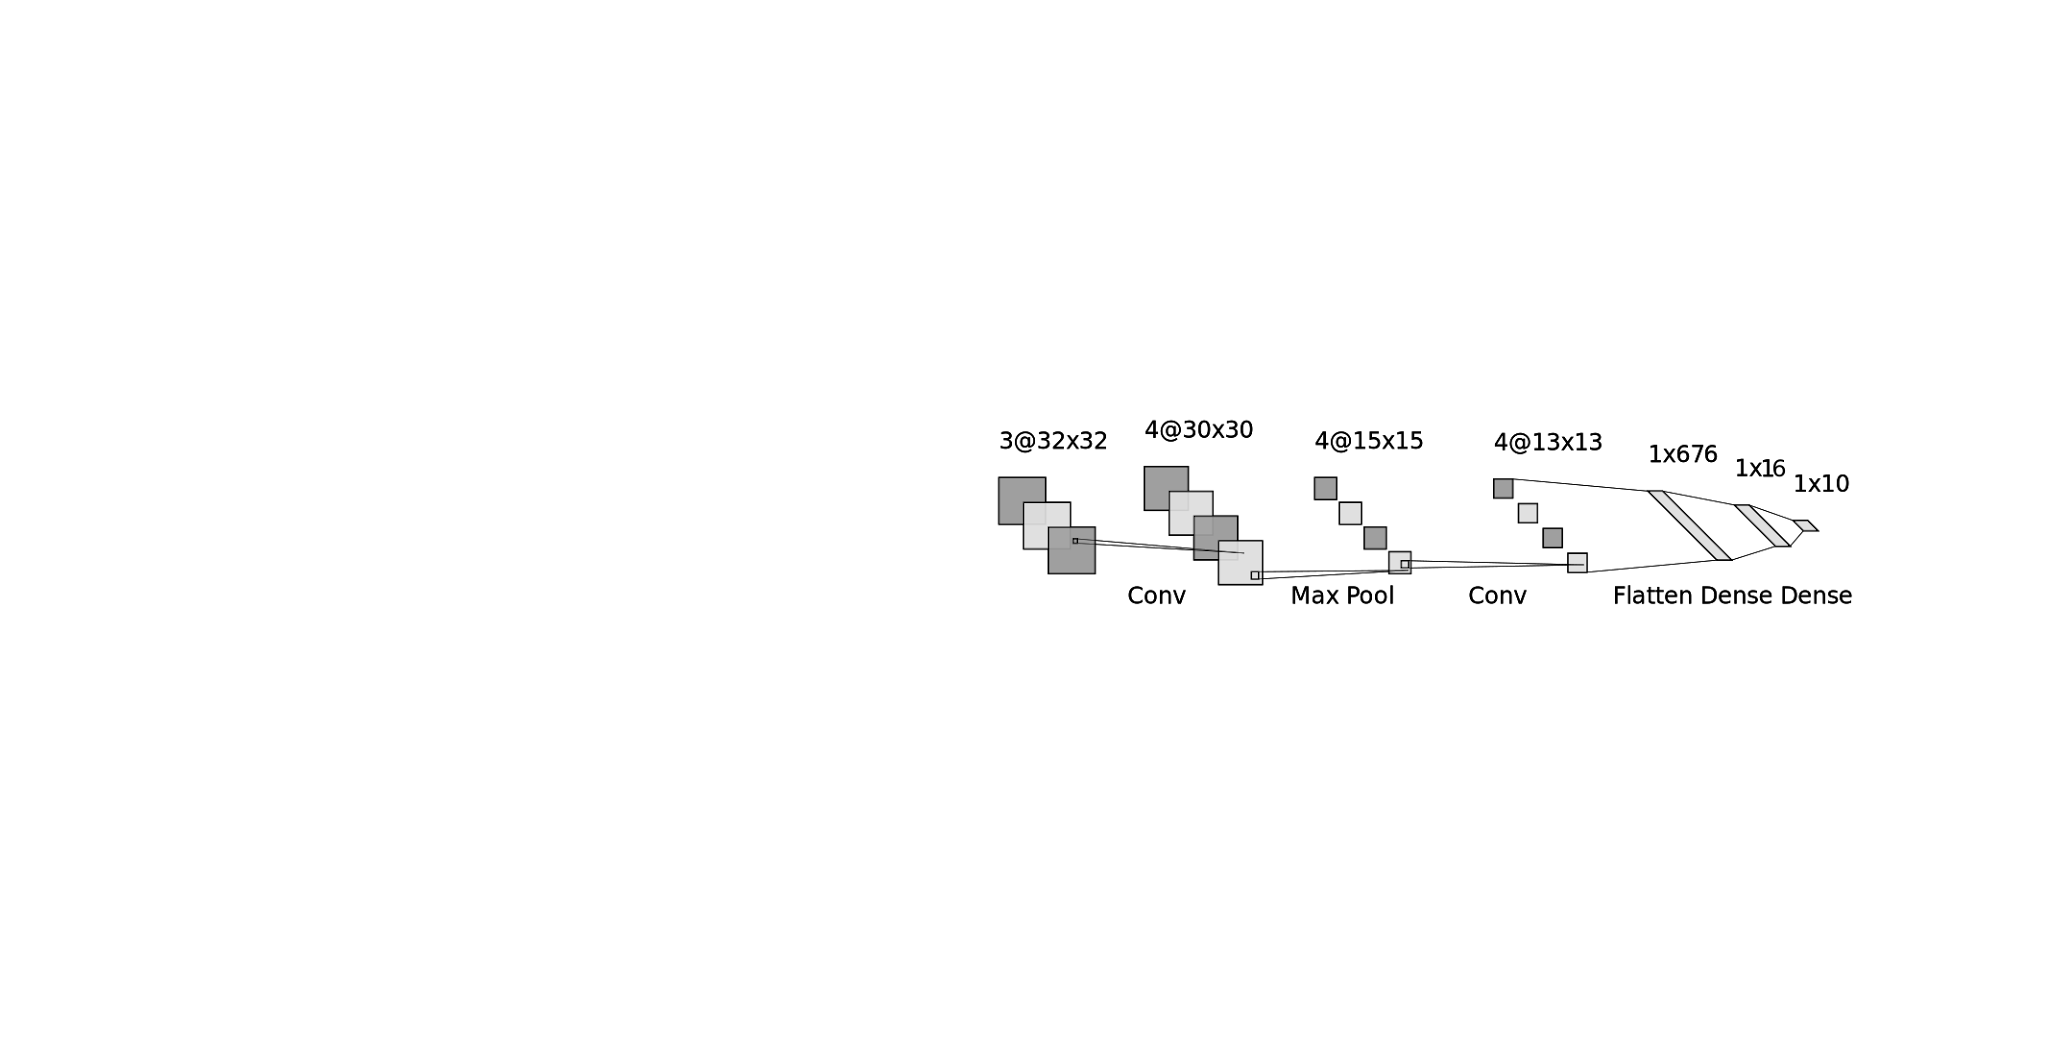 3@32x32
4@30x30
4@15x15
4@13x13
1x676
1x16
1x10
Conv
Max Pool
Conv
Flatten Dense Dense